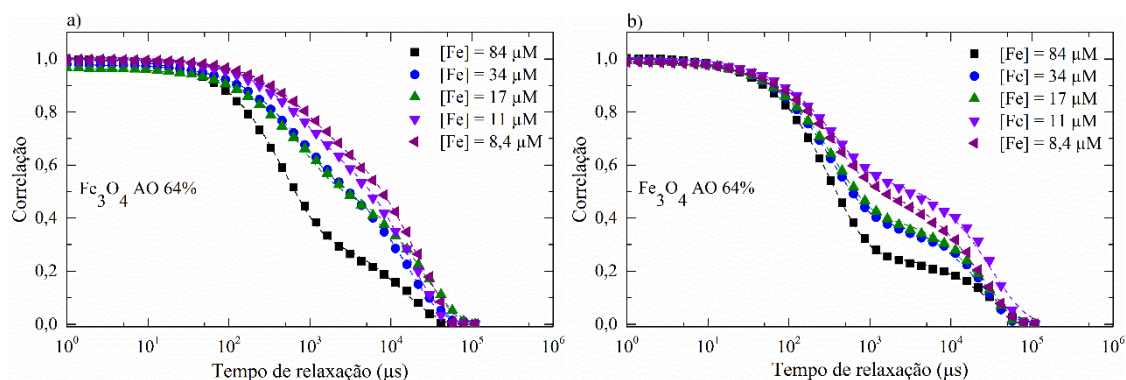 a)
[Fe] = 84 µM
[Fe] = 34 µM
[Fe] = 17 µM
[Fe] = 11 µM
[Fe] = 8,4 µM
Fe3O4 AO 64%
Correlação
1,0
0,8
0,6
0,4
0,2
0,0
10^0 10^1 10^2 10^3 10^4 10^5 10^6
Tempo de relaxação (µs)
b)
[Fe] = 84 µM
[Fe] = 34 µM
[Fe] = 17 µM
[Fe] = 11 µM
[Fe] = 8,4 µM
Fe3O4 AO 64%
Correlação
1,0
0,8
0,6
0,4
0,2
0,0
10^0 10^1 10^2 10^3 10^4 10^5 10^6
Tempo de relaxação (µs)